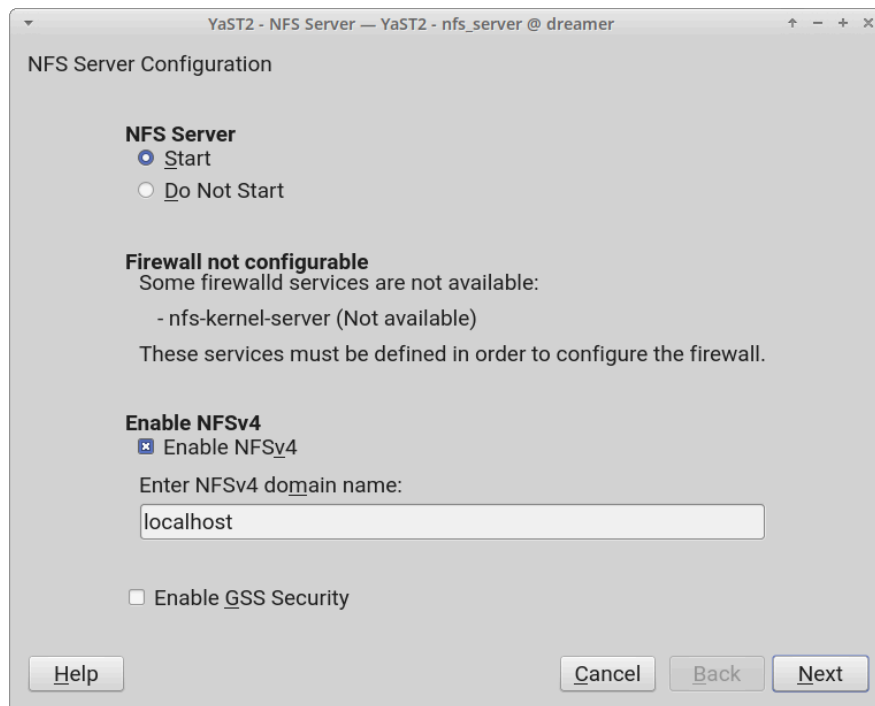 YaST2 - NFS Server — YaST2 - nfs_server @ dreamer
NFS Server Configuration
NFS Server
Start
Do Not Start
Firewall not configurable
Some firewalld services are not available:
- nfs-kernel-server (Not available)
These services must be defined in order to configure the firewall.
Enable NFSv4
Enable NFSv4
Enter NFSv4 domain name:
localhost
Enable GSS Security
Help Cancel Back Next